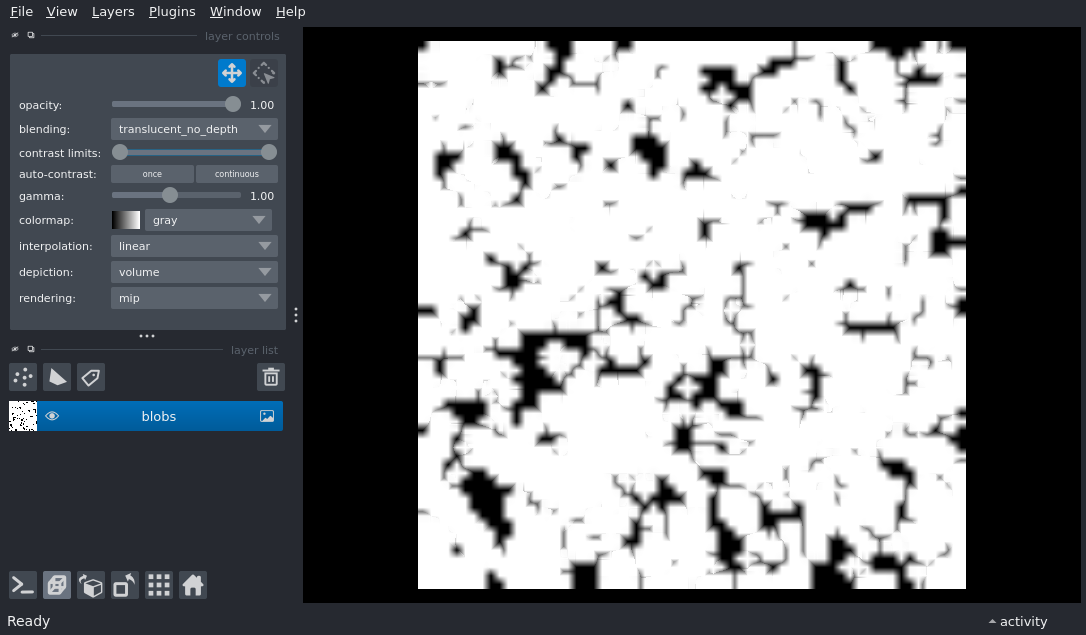 File View Layers Plugins Window Help
layer controls
opacity: 1.00
blending: translucent_no_depth
contrast limits:
auto-contrast: once continuous
gamma: 1.00
colormap: gray
interpolation: linear
depiction: volume
rendering: mip
layer list
blobs
Ready
activity